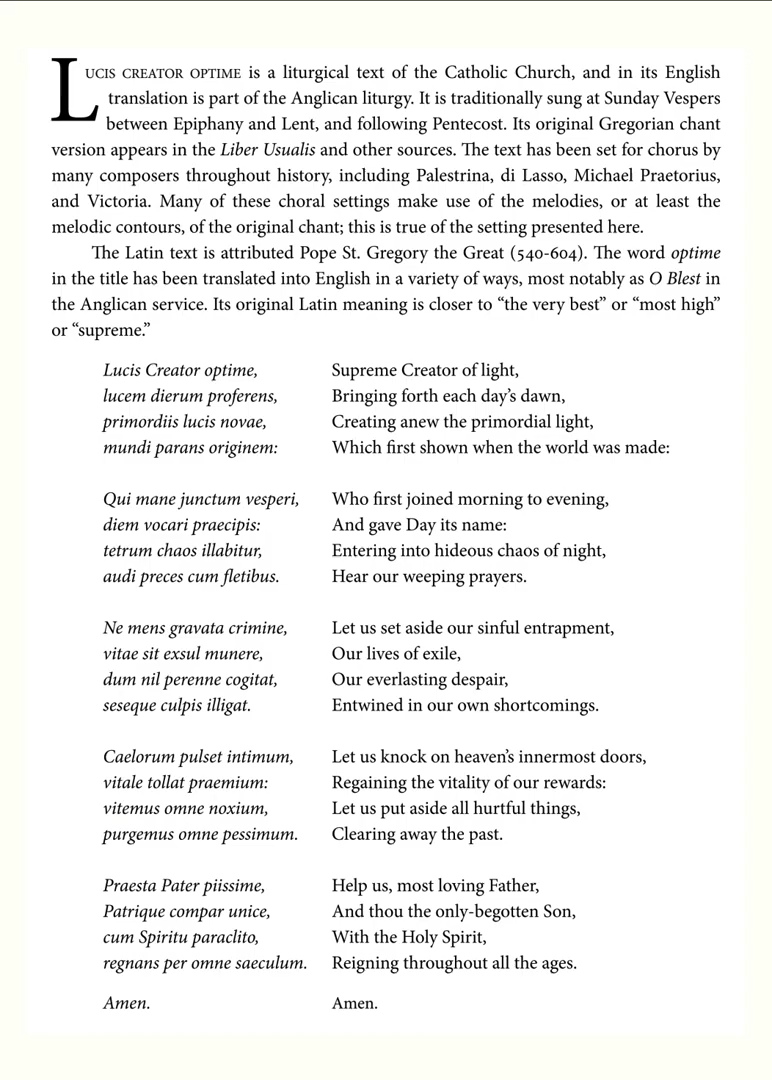 LUCIS CREATOR OPTIME is a liturgical text of the Catholic Church, and in its English
translation is part of the Anglican liturgy. It is traditionally sung at Sunday Vespers
between Epiphany and Lent, and following Pentecost. Its original Gregorian chant
version appears in the Liber Usualis and other sources. The text has been set for chorus by
many composers throughout history, including Palestrina, di Lasso, Michael Praetorius,
and Victoria. Many of these choral settings make use of the melodies, or at least the
melodic contours, of the original chant; this is true of the setting presented here.
The Latin text is attributed Pope St. Gregory the Great (540-604). The word optime
in the title has been translated into English in a variety of ways, most notably as O Blest in
the Anglican service. Its original Latin meaning is closer to “the very best” or “most high”
or “supreme.”
Lucis Creator optime,
lucem dierum proferens,
primordiis lucis novae,
mundi parans originem:
Qui mane junctum vesperi,
diem vocari praecipis:
tetrum chaos illabitur,
audi preces cum fletibus.
Ne mens gravata crimine,
vitae sit exsul munere,
dum nil perenne cogitat,
seseque culpis illigat.
Caelorum pulset intimum,
vitale tollat praemium:
vitemus omne noxium,
purgemus omne pessimum.
Praesta Pater piissime,
Patrique compar unice,
cum Spiritu paraclito,
regnans per omne saeculum.
Amen.
Supreme Creator of light,
Bringing forth each day’s dawn,
Creating anew the primordial light,
Which first shown when the world was made:
Who first joined morning to evening,
And gave Day its name:
Entering into hideous chaos of night,
Hear our weeping prayers.
Let us set aside our sinful entrapment,
Our lives of exile,
Our everlasting despair,
Entwined in our own shortcomings.
Let us knock on heaven’s innermost doors,
Regaining the vitality of our rewards:
Let us put aside all hurtful things,
Clearing away the past.
Help us, most loving Father,
And thou the only-begotten Son,
With the Holy Spirit,
Reigning throughout all the ages.
Amen.